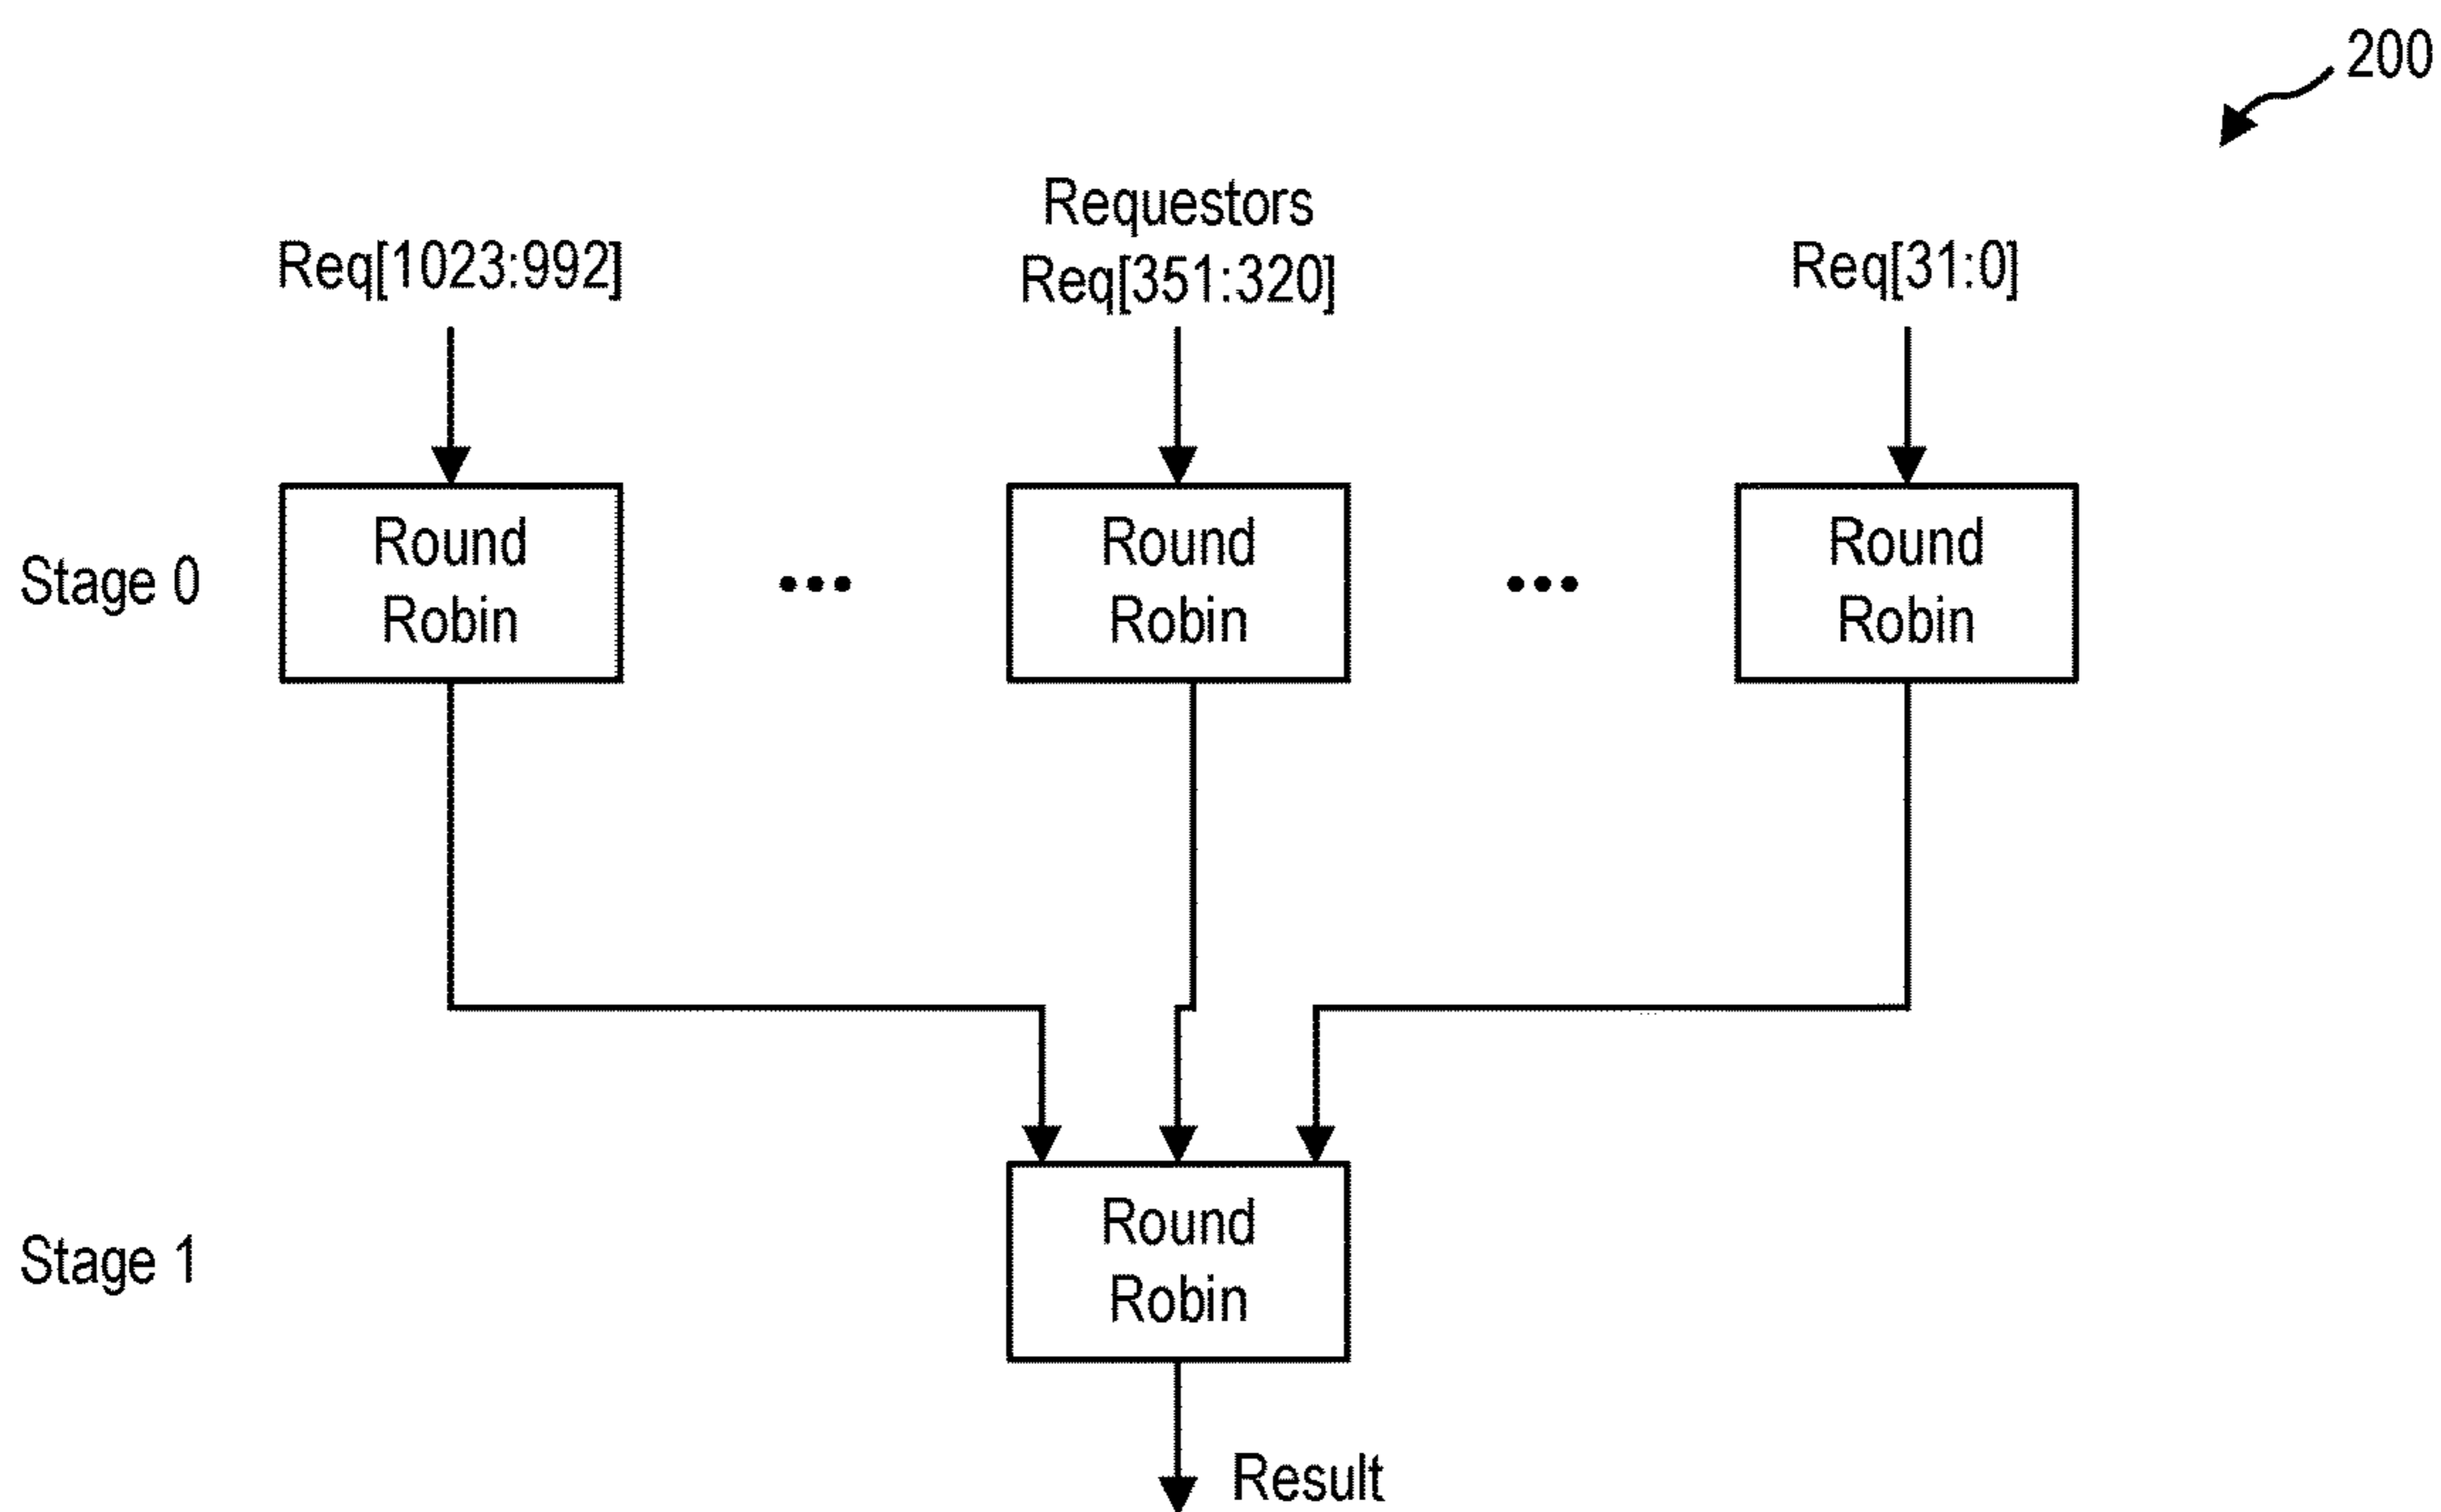 200
Requestors
Req[1023:992]
Req[351:320]
Req[31:0]
Stage 0
Round
Robin
Round
Robin
Round
Robin
Stage 1
Round
Robin
Result